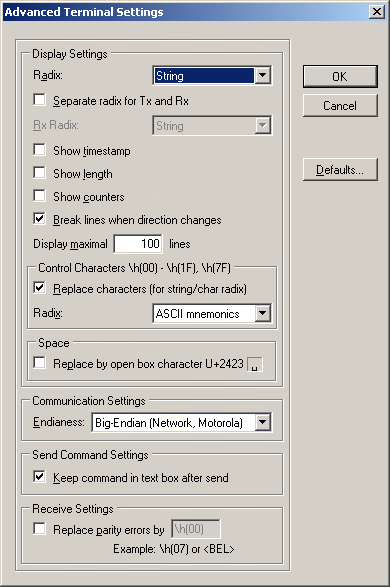 Advanced Terminal Settings
Display Settings
Radix: String
OK
Separate radix for Tx and Rx
Cancel
Rx Radix: String
Show timestamp
Show length
Defaults...
Show counters
Break lines when direction changes
Display maximal 100 lines
Control Characters \h(00) - \h(1F), \h(7F)
Replace characters (for string/char radix)
Radix: ASCII mnemonics
Space
Replace by open box character U+2423 ␣
Communication Settings
Endianess: Big-Endian (Network, Motorola)
Send Command Settings
Keep command in text box after send
Receive Settings
Replace parity errors by \h(00)
Example: \h(07) or <BEL>